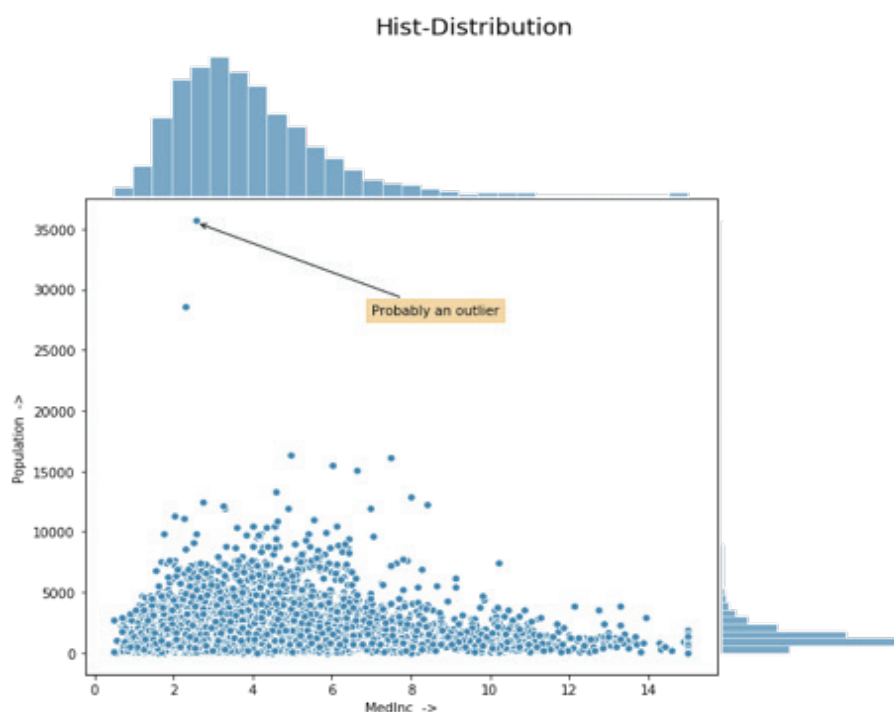 Hist-Distribution
35000
30000
Probably an outlier
25000
20000
Population ->
15000
10000
5000
0
0 2 4 6 8 10 12 14
MedInc ->